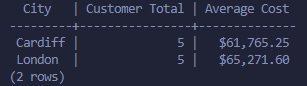 City | Customer Total | Average Cost
---------+----------------+--------------
Cardiff | 5 | $61,765.25
London | 5 | $65,271.60
(2 rows)